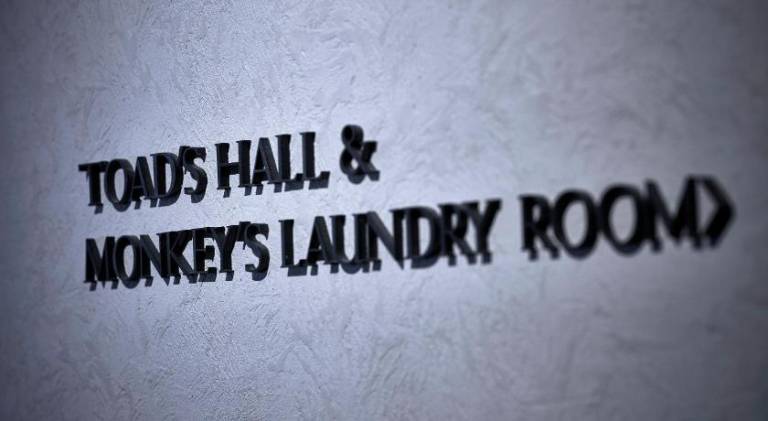 TOAD'S HALL &
MONKEY'S LAUNDRY ROOM>